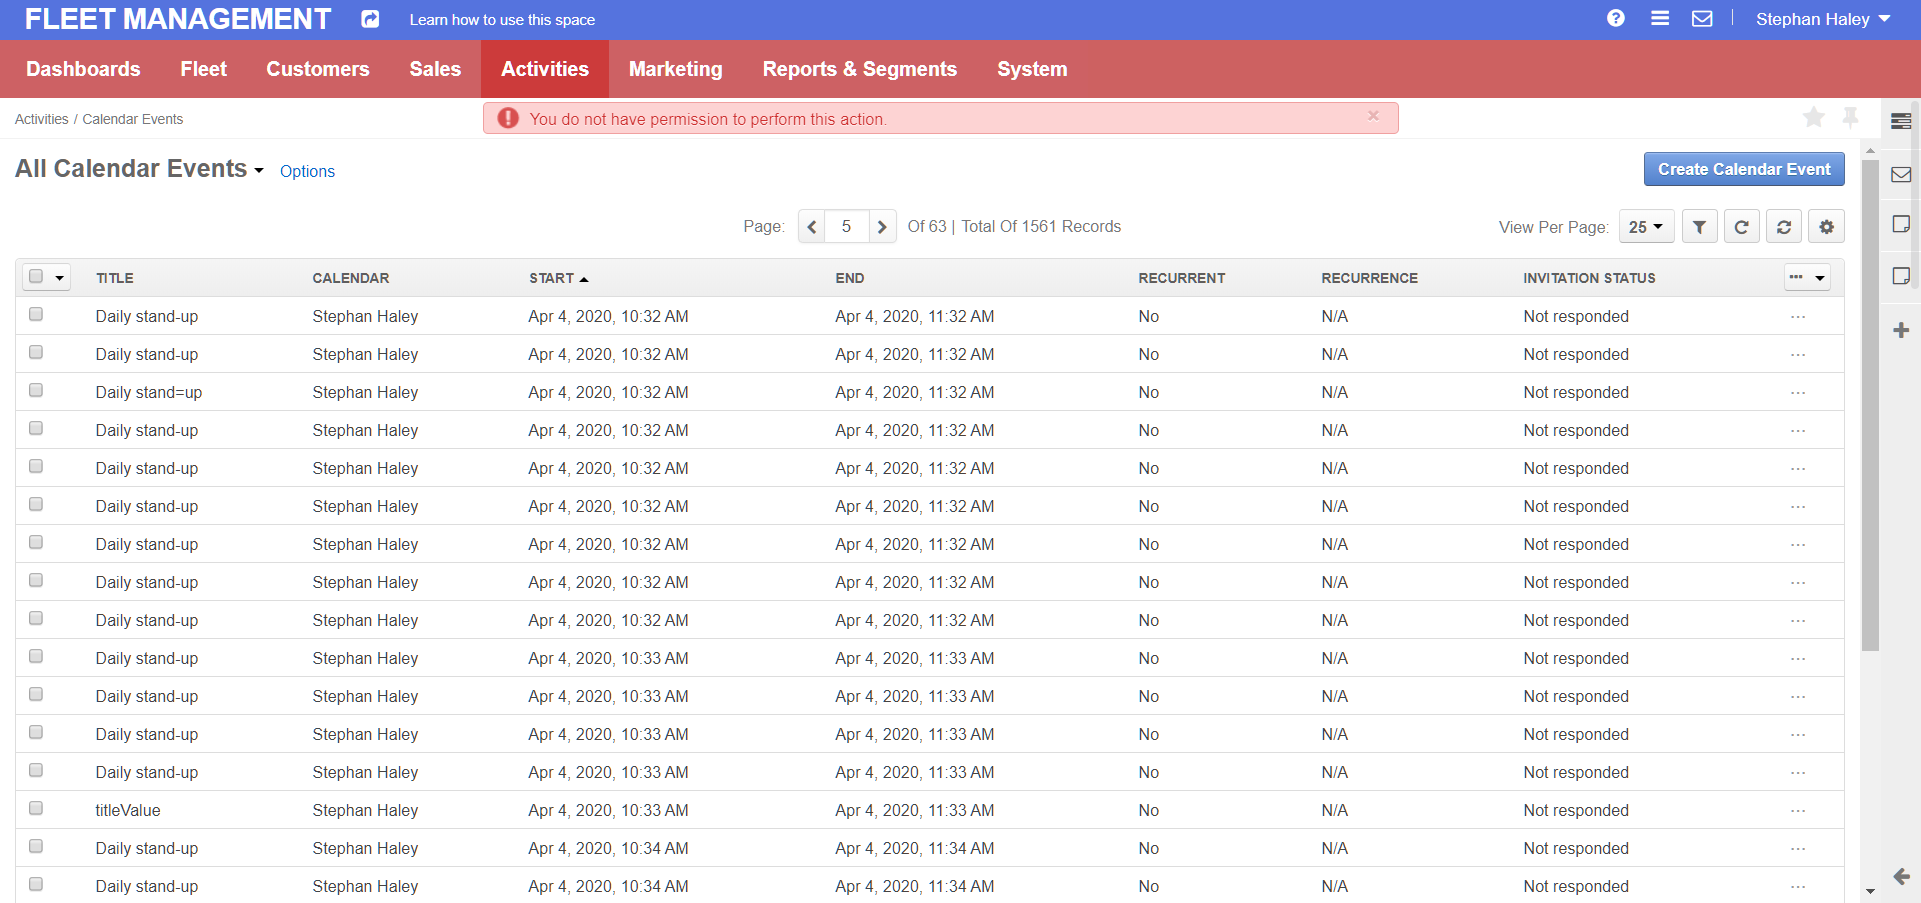 FLEET MANAGEMENT Learn how to use this space Stephan Haley
Dashboards Fleet Customers Sales Activities Marketing Reports & Segments System
Activities / Calendar Events You do not have permission to perform this action. ×
All Calendar Events Options Create Calendar Event
Page: 5 Of 63 | Total Of 1561 Records View Per Page: 25
TITLE CALENDAR START END RECURRENT RECURRENCE INVITATION STATUS
Daily stand-up Stephan Haley Apr 4, 2020, 10:32 AM Apr 4, 2020, 11:32 AM No N/A Not responded ...
Daily stand-up Stephan Haley Apr 4, 2020, 10:32 AM Apr 4, 2020, 11:32 AM No N/A Not responded ...
Daily stand=up Stephan Haley Apr 4, 2020, 10:32 AM Apr 4, 2020, 11:32 AM No N/A Not responded ...
Daily stand-up Stephan Haley Apr 4, 2020, 10:32 AM Apr 4, 2020, 11:32 AM No N/A Not responded ...
Daily stand-up Stephan Haley Apr 4, 2020, 10:32 AM Apr 4, 2020, 11:32 AM No N/A Not responded ...
Daily stand-up Stephan Haley Apr 4, 2020, 10:32 AM Apr 4, 2020, 11:32 AM No N/A Not responded ...
Daily stand-up Stephan Haley Apr 4, 2020, 10:32 AM Apr 4, 2020, 11:32 AM No N/A Not responded ...
Daily stand-up Stephan Haley Apr 4, 2020, 10:32 AM Apr 4, 2020, 11:32 AM No N/A Not responded ...
Daily stand-up Stephan Haley Apr 4, 2020, 10:32 AM Apr 4, 2020, 11:32 AM No N/A Not responded ...
Daily stand-up Stephan Haley Apr 4, 2020, 10:33 AM Apr 4, 2020, 11:33 AM No N/A Not responded ...
Daily stand-up Stephan Haley Apr 4, 2020, 10:33 AM Apr 4, 2020, 11:33 AM No N/A Not responded ...
Daily stand-up Stephan Haley Apr 4, 2020, 10:33 AM Apr 4, 2020, 11:33 AM No N/A Not responded ...
Daily stand-up Stephan Haley Apr 4, 2020, 10:33 AM Apr 4, 2020, 11:33 AM No N/A Not responded ...
titleValue Stephan Haley Apr 4, 2020, 10:33 AM Apr 4, 2020, 11:33 AM No N/A Not responded ...
Daily stand-up Stephan Haley Apr 4, 2020, 10:34 AM Apr 4, 2020, 11:34 AM No N/A Not responded ...
Daily stand-up Stephan Haley Apr 4, 2020, 10:34 AM Apr 4, 2020, 11:34 AM No N/A Not responded ...